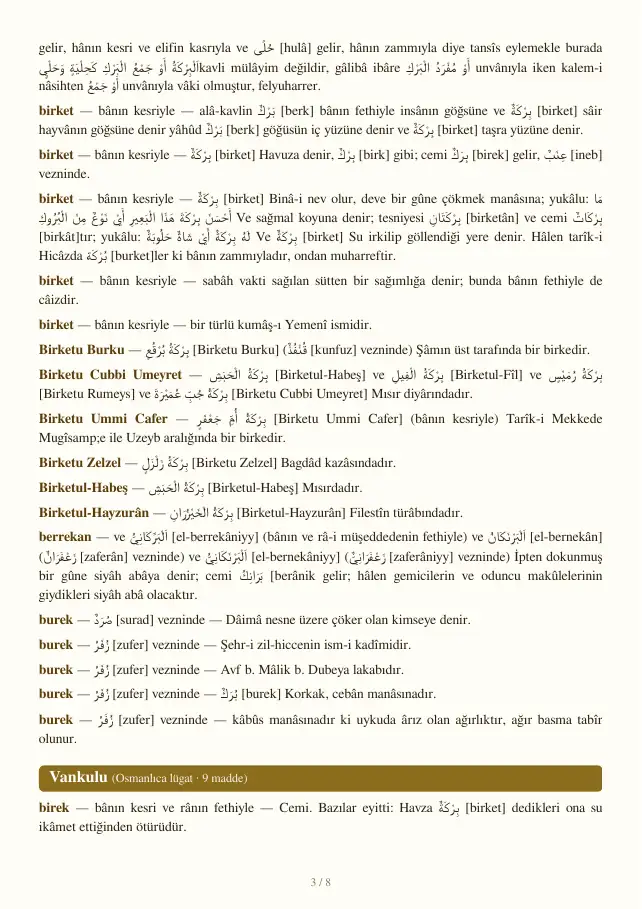 gelir, hânın kesri ve elifin kasrıyla ve حُلَى [hulâ] gelir, hânın zammıyla diye tansîs eylemekle burada
اَلْبِرْكَةُ أَوْ جَمْعُ الْبَرْكِ كَحِلْيَةٍ وَحَلْيٍ kavli mülâyim değildir, gâlibâ ibâre أَوْ مُفْرَدُ الْبَرْكِ unvânıyla iken kalem-i
nâsihten أَوْ جَمْعُ unvânıyla vâki olmuştur, felyuharrer.
birket — bânın kesriyle — alâ-kavlin بَرْكٌ [berk] bânın fethiyle insânın göğsüne ve بِرْكَةٌ [birket] sâir
hayvânın göğsüne denir yâhûd بَرْكٌ [berk] göğüsün iç yüzüne denir ve بِرْكَةٌ [birket] taşra yüzüne denir.
birket — bânın kesriyle — بِرْكَةٌ [birket] Havuza denir, بِرْكٌ [birk] gibi; cemi بِرَكٌ [birek] gelir, عِنَبٌ [ineb]
vezninde.
birket — bânın kesriyle — بِرْكَةٌ [birket] Binâ-i nev olur, deve bir gûne çökmek manâsına; yukâlu: مَا
أَحْسَنَ بِرْكَةَ هَذَا الْبَعِيرِ أَيْ نَوْعٌ مِنَ الْبُرُوكِ Ve sağmal koyuna denir; tesniyesi بِرْكَتَانِ [birketân] ve cemi بِرْكَاتٌ
[birkât]tır; yukâlu: لَهُ بِرْكَةٌ أَيْ شَاةٌ حَلُوبَةٌ Ve بِرْكَةٌ [birket] Su irkilip göllendiği yere denir. Hâlen tarîk-i
Hicâzda بُرْكَهْ [burket]ler ki bânın zammıyladır, ondan muharreftir.
birket — bânın kesriyle — sabâh vakti sağılan sütten bir sağımlığa denir; bunda bânın fethiyle de
câizdir.
birket — bânın kesriyle — bir türlü kumâş-ı Yemenî ismidir.
Birketu Burku — بِرْكَةُ بُرْقُعٍ [Birketu Burku] (قُنْفُذٌ [kunfuz] vezninde) Şâmın üst tarafında bir birkedir.
Birketu Cubbi Umeyret — بِرْكَةُ الْحَبَشِ [Birketul-Habeş] ve بِرْكَةُ الْفِيلِ [Birketul-Fîl] ve بِرْكَةُ رُمَيْسٍ
[Birketu Rumeys] ve بِرْكَةُ جُبِّ عُمَيْرَةَ [Birketu Cubbi Umeyret] Mısır diyârındadır.
Birketu Ummi Cafer — بِرْكَةُ أُمِّ جَعْفَرٍ [Birketu Ummi Cafer] (bânın kesriyle) Tarîk-i Mekkede
Mugîsamp;e ile Uzeyb aralığında bir birkedir.
Birketu Zelzel — بِرْكَةُ زَلْزَلٍ [Birketu Zelzel] Bagdâd kazâsındadır.
Birketul-Habeş — بِرْكَةُ الْحَبَشِ [Birketul-Habeş] Mısırdadır.
Birketul-Hayzurân — بِرْكَةُ الْخَيْزُرَانِ [Birketul-Hayzurân] Filestîn türâbındadır.
berrekan — ve اَلْبَرَّكَانِيُّ [el-berrekâniyy] (bânın ve râ-i müşeddedenin fethiyle) ve اَلْبَرْنَكَانُ [el-bernekân]
(زَعْفَرَانٌ [zaferân] vezninde) ve اَلْبَرْنَكَانِيُّ [el-bernekâniyy] (زَعْفَرَانِيٌّ [zaferâniyy] vezninde) İpten dokunmuş
bir gûne siyâh abâya denir; cemi بَرَانِكُ [berânik gelir; hâlen gemicilerin ve oduncu makûlelerinin
giydikleri siyâh abâ olacaktır.
burek — صُرَدٌ [surad] vezninde — Dâimâ nesne üzere çöker olan kimseye denir.
burek — زُفَرُ [zufer] vezninde — Şehr-i zil-hiccenin ism-i kadîmidir.
burek — زُفَرُ [zufer] vezninde — Avf b. Mâlik b. Dubeya lakabıdır.
burek — زُفَرُ [zufer] vezninde — بُرَكٌ [burek] Korkak, cebân manâsınadır.
burek — زُفَرُ [zufer] vezninde — kâbûs manâsınadır ki uykuda ârız olan ağırlıktır, ağır basma tabîr
olunur.
Vankulu (Osmanlıca lügat · 9 madde)
birek — bânın kesri ve rânın fethiyle — Cemi. Bazılar eyitti: Havza بِرْكَةٌ [birket] dedikleri ona su
ikâmet ettiğinden ötürüdür.
3 / 8